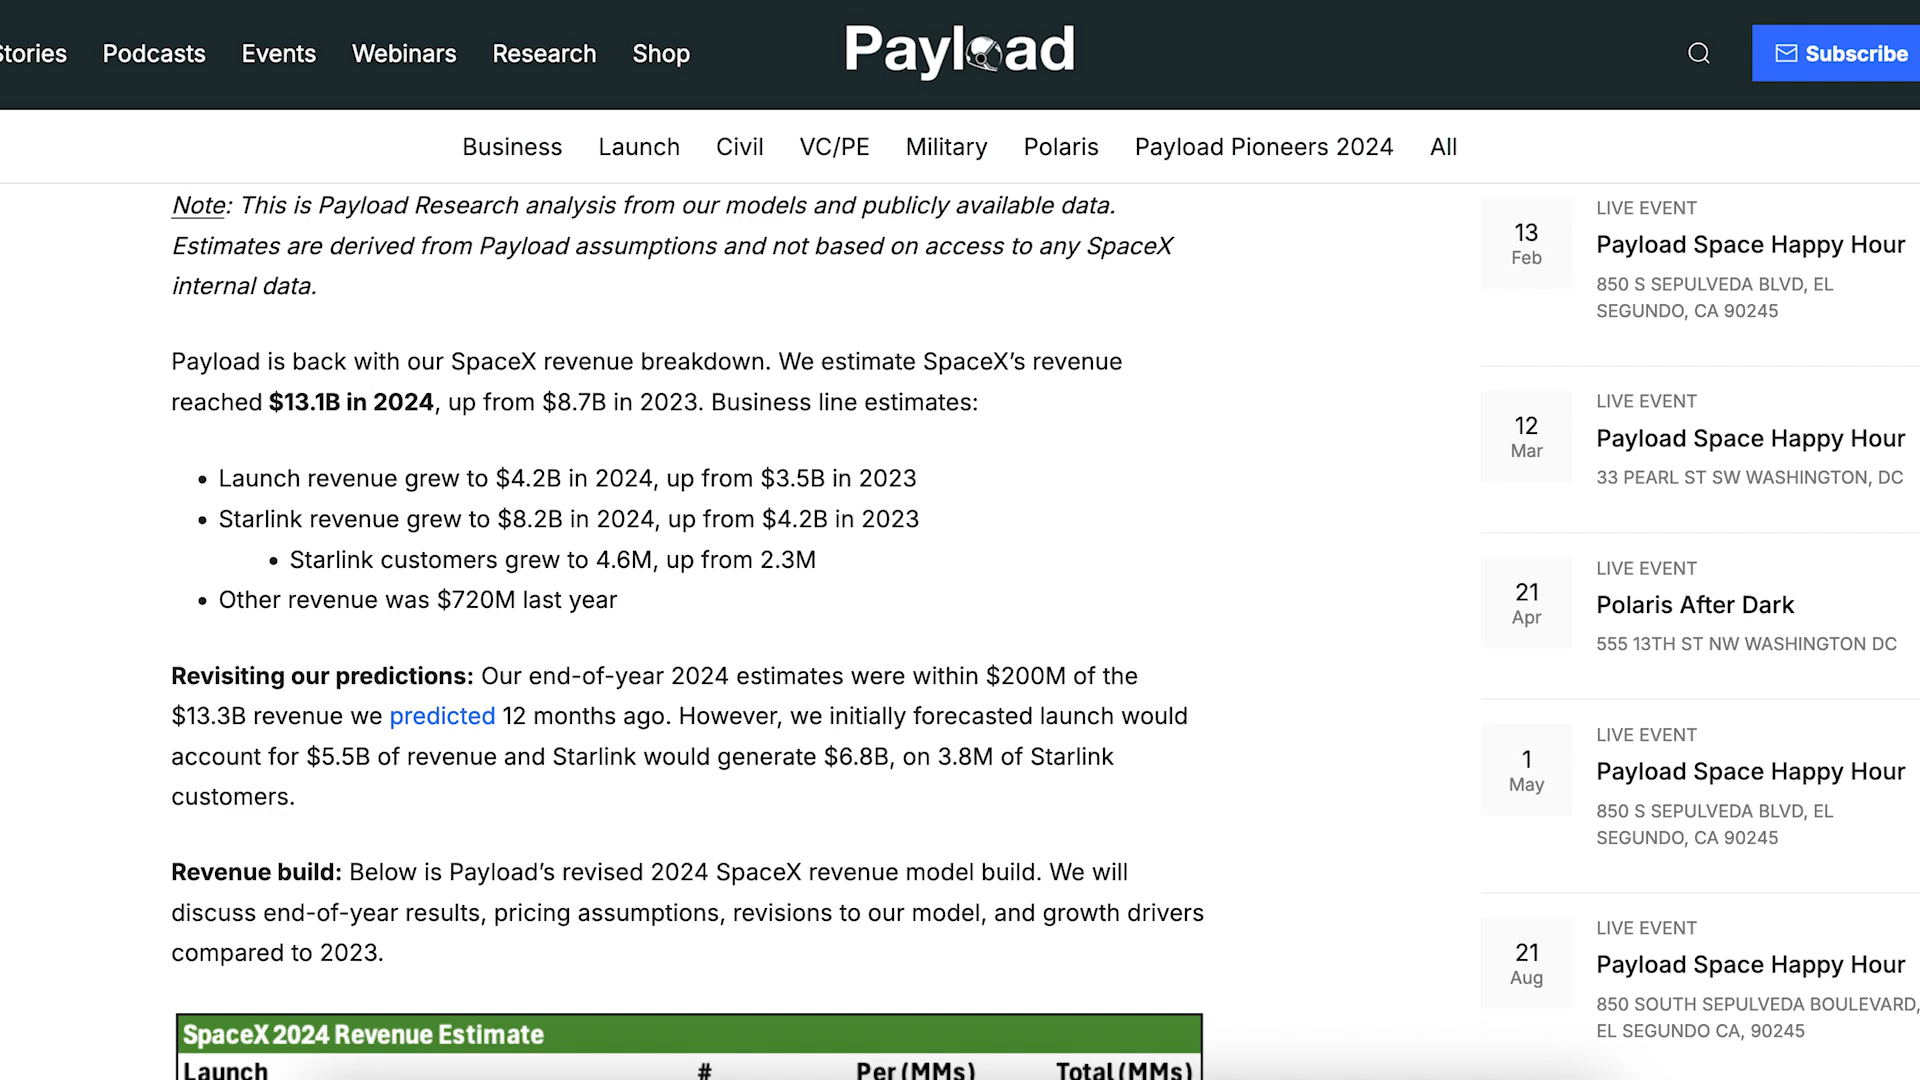 Stories Podcasts Events Webinars Research Shop
Payload
Subscribe
Business Launch Civil VC/PE Military Polaris Payload Pioneers 2024 All
Note: This is Payload Research analysis from our models and publicly available data.
Estimates are derived from Payload assumptions and not based on access to any SpaceX
internal data.
Payload is back with our SpaceX revenue breakdown. We estimate SpaceX’s revenue
reached $13.1B in 2024, up from $8.7B in 2023. Business line estimates:
• Launch revenue grew to $4.2B in 2024, up from $3.5B in 2023
• Starlink revenue grew to $8.2B in 2024, up from $4.2B in 2023
• Starlink customers grew to 4.6M, up from 2.3M
• Other revenue was $720M last year
Revisiting our predictions: Our end-of-year 2024 estimates were within $200M of the
$13.3B revenue we predicted 12 months ago. However, we initially forecasted launch would
account for $5.5B of revenue and Starlink would generate $6.8B, on 3.8M of Starlink
customers.
Revenue build: Below is Payload’s revised 2024 SpaceX revenue model build. We will
discuss end-of-year results, pricing assumptions, revisions to our model, and growth drivers
compared to 2023.
SpaceX 2024 Revenue Estimate
Launch # Per (MMs) Total (MMs)
13
Feb
LIVE EVENT
Payload Space Happy Hour
850 S SEPULVEDA BLVD, EL
SEGUNDO, CA 90245
12
Mar
LIVE EVENT
Payload Space Happy Hour
33 PEARL ST SW WASHINGTON, DC
21
Apr
LIVE EVENT
Polaris After Dark
555 13TH ST NW WASHINGTON DC
1
May
LIVE EVENT
Payload Space Happy Hour
850 S SEPULVEDA BLVD, EL
SEGUNDO, CA 90245
21
Aug
LIVE EVENT
Payload Space Happy Hour
850 SOUTH SEPULVEDA BOULEVARD,
EL SEGUNDO CA, 90245